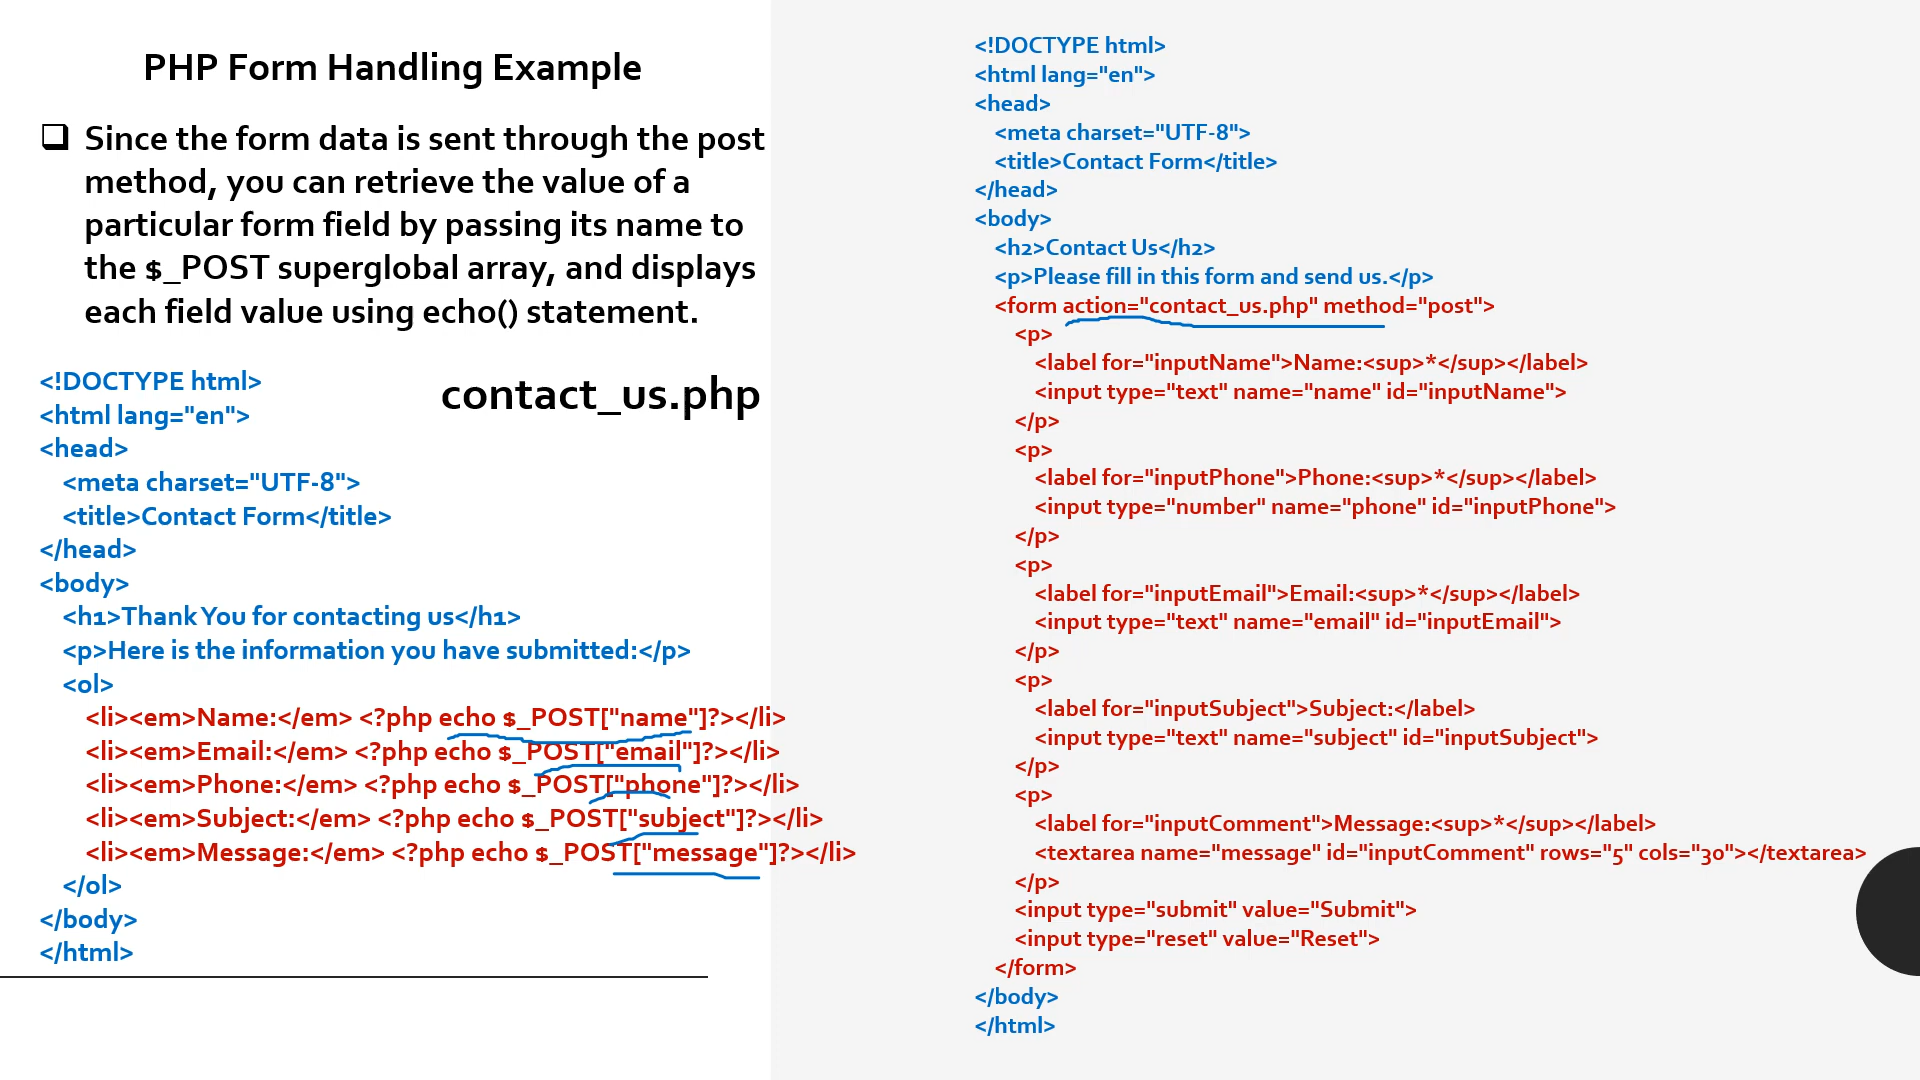 PHP Form Handling Example
❑ Since the form data is sent through the post
method, you can retrieve the value of a
particular form field by passing its name to
the $_POST superglobal array, and displays
each field value using echo() statement.
contact_us.php
<!DOCTYPE html>
<html lang="en">
<head>
    <meta charset="UTF-8">
    <title>Contact Form</title>
</head>
<body>
    <h1>Thank You for contacting us</h1>
    <p>Here is the information you have submitted:</p>
    <ol>
        <li><em>Name:</em> <?php echo $_POST["name"]?></li>
        <li><em>Email:</em> <?php echo $_POST["email"]?></li>
        <li><em>Phone:</em> <?php echo $_POST["phone"]?></li>
        <li><em>Subject:</em> <?php echo $_POST["subject"]?></li>
        <li><em>Message:</em> <?php echo $_POST["message"]?></li>
    </ol>
</body>
</html>
<!DOCTYPE html>
<html lang="en">
<head>
    <meta charset="UTF-8">
    <title>Contact Form</title>
</head>
<body>
    <h2>Contact Us</h2>
    <p>Please fill in this form and send us.</p>
    <form action="contact_us.php" method="post">
        <p>
            <label for="inputName">Name:<sup>*</sup></label>
            <input type="text" name="name" id="inputName">
        </p>
        <p>
            <label for="inputPhone">Phone:<sup>*</sup></label>
            <input type="number" name="phone" id="inputPhone">
        </p>
        <p>
            <label for="inputEmail">Email:<sup>*</sup></label>
            <input type="text" name="email" id="inputEmail">
        </p>
        <p>
            <label for="inputSubject">Subject:</label>
            <input type="text" name="subject" id="inputSubject">
        </p>
        <p>
            <label for="inputComment">Message:<sup>*</sup></label>
            <textarea name="message" id="inputComment" rows="5" cols="30"></textarea>
        </p>
        <input type="submit" value="Submit">
        <input type="reset" value="Reset">
    </form>
</body>
</html>